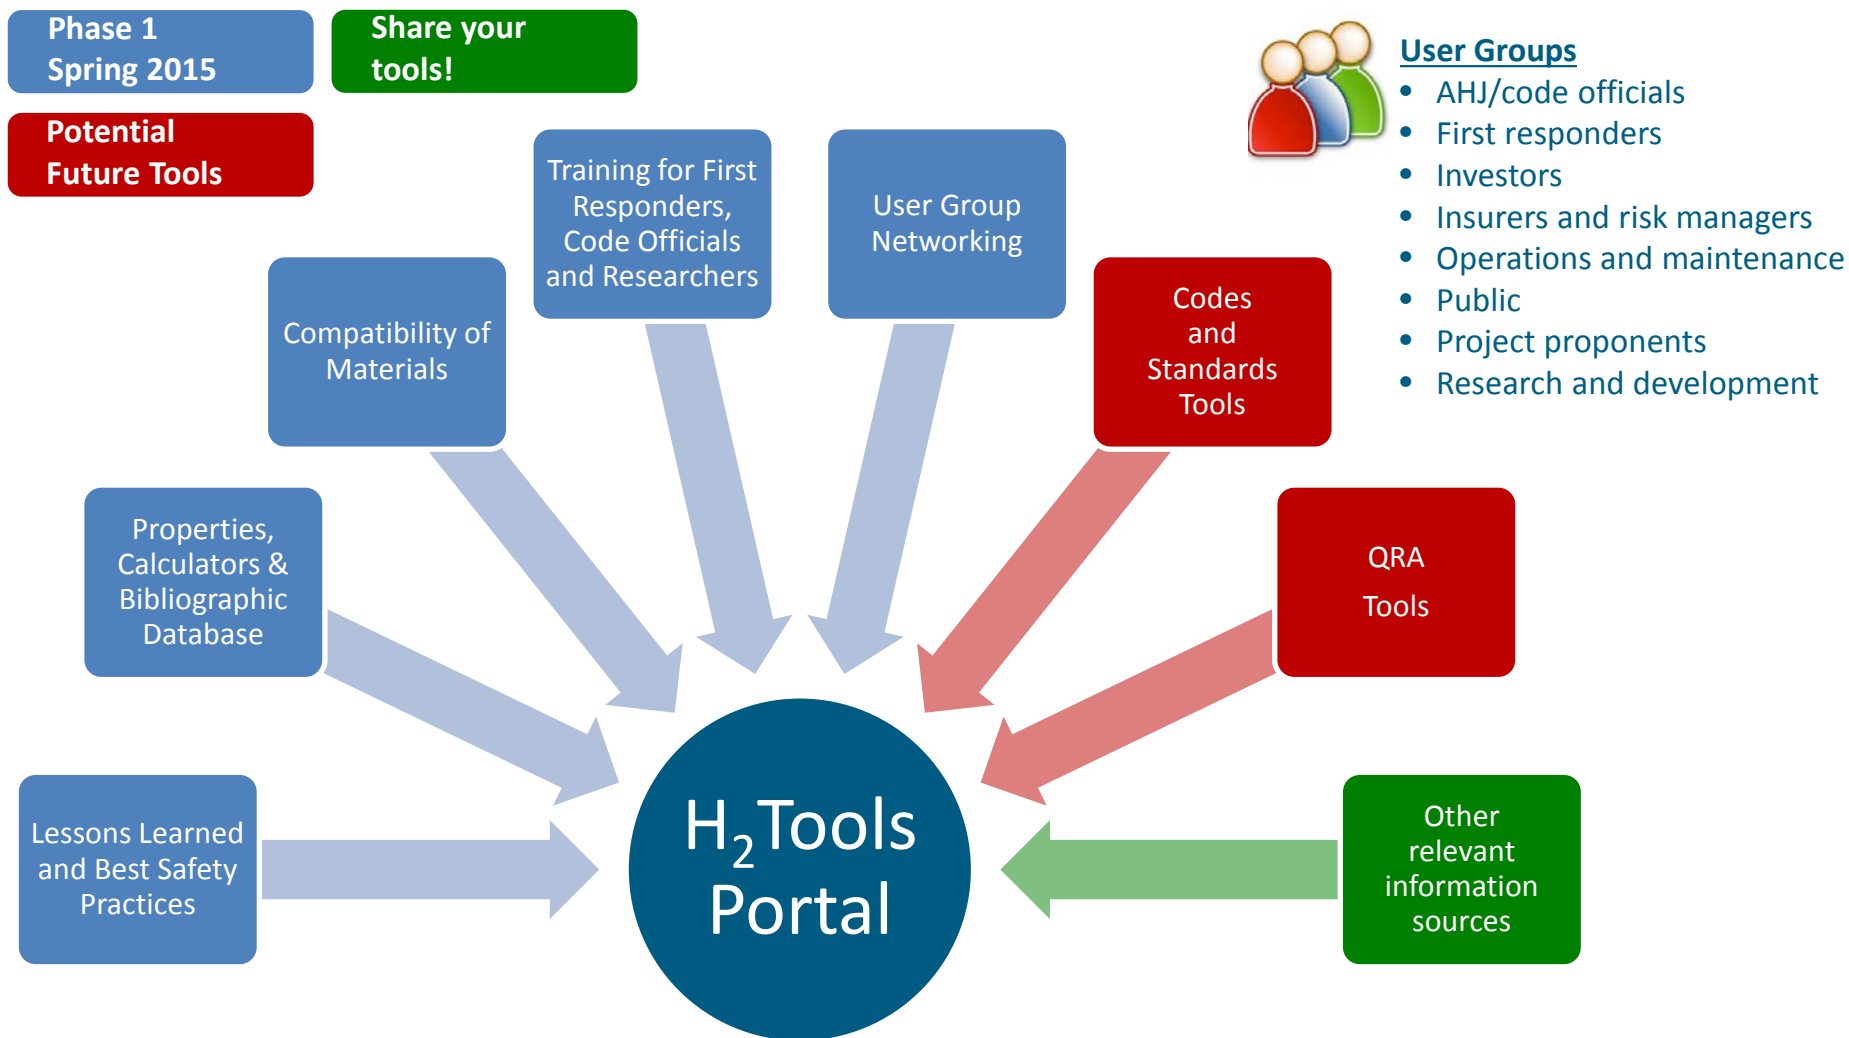 Phase 1
Spring 2015
Share your
tools!
Potential
Future Tools
User Groups
• AHJ/code officials
• First responders
• Investors
• Insurers and risk managers
• Operations and maintenance
• Public
• Project proponents
• Research and development
Lessons Learned
and Best Safety
Practices
Properties,
Calculators &
Bibliographic
Database
Compatibility of
Materials
Training for First
Responders,
Code Officials
and Researchers
User Group
Networking
Codes
and
Standards
Tools
QRA
Tools
Other
relevant
information
sources
H₂Tools
Portal